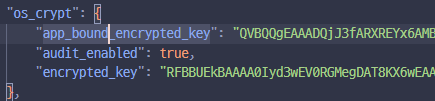 "os_crypt": {
"app_bound_encrypted_key": "QVBQQgEAAADQjJ3fARXREYx6AMB
"audit_enabled": true,
"encrypted_key": "RFBBUEkBAAAA0Iyd3wEV0RGMegDAT8KX6wEAA
},